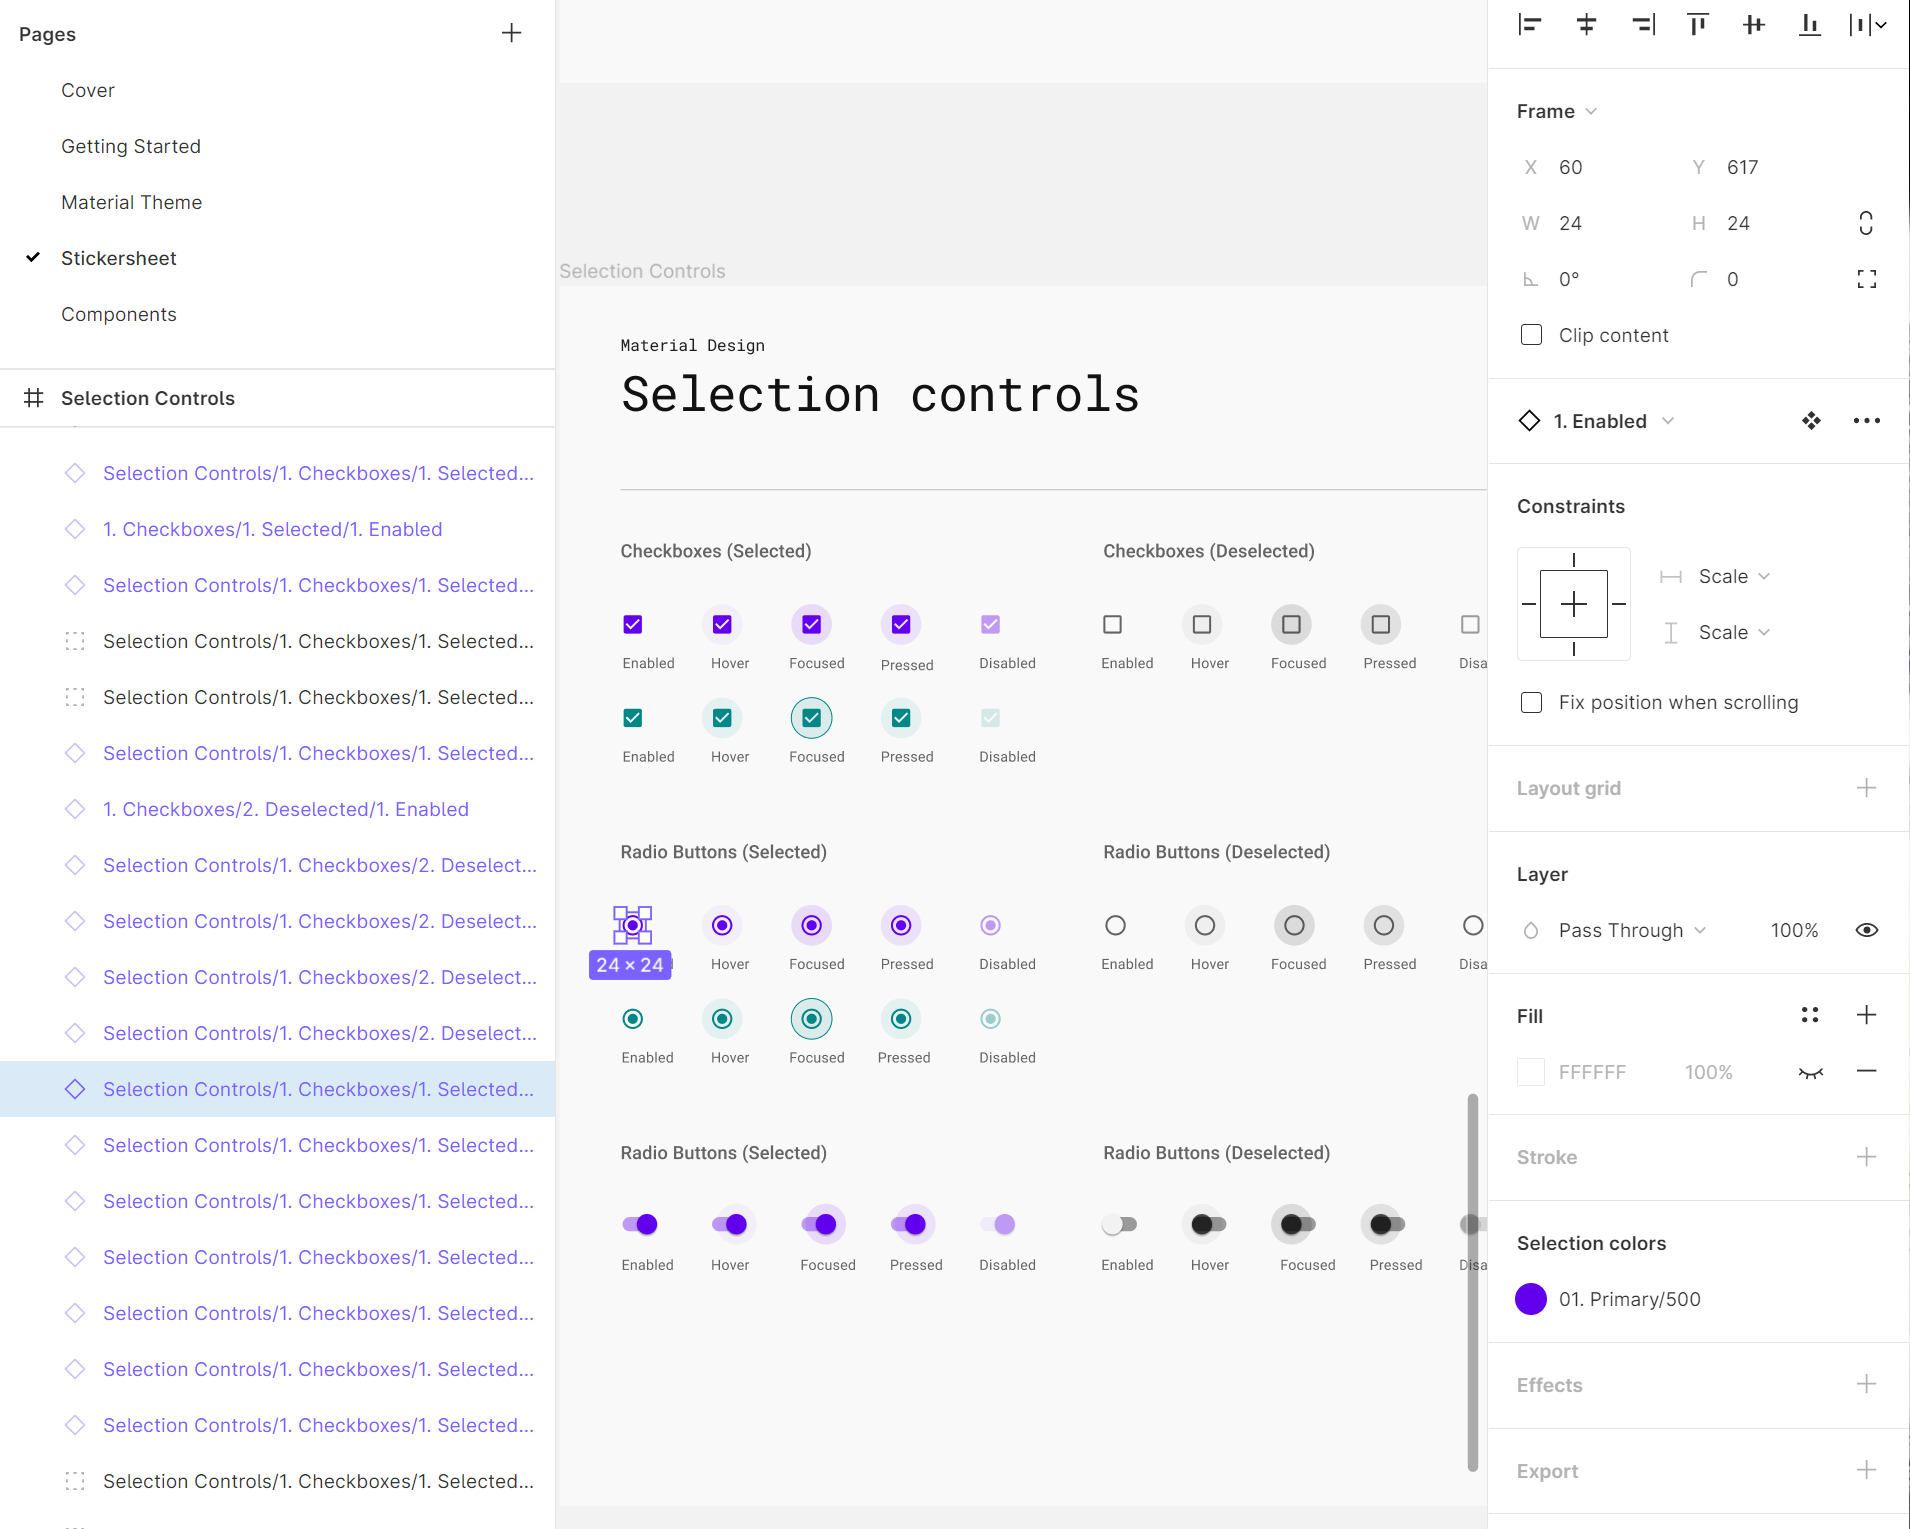 Pages
Cover
Getting Started
Material Theme
Stickersheet
Components
Selection Controls
Selection Controls/1. Checkboxes/1. Selected...
1. Checkboxes/1. Selected/1. Enabled
Selection Controls/1. Checkboxes/1. Selected...
Selection Controls/1. Checkboxes/1. Selected...
Selection Controls/1. Checkboxes/1. Selected...
Selection Controls/1. Checkboxes/1. Selected...
1. Checkboxes/2. Deselected/1. Enabled
Selection Controls/1. Checkboxes/2. Deselect...
Selection Controls/1. Checkboxes/2. Deselect...
Selection Controls/1. Checkboxes/2. Deselect...
Selection Controls/1. Checkboxes/2. Deselect...
Selection Controls/1. Checkboxes/1. Selected...
Selection Controls/1. Checkboxes/1. Selected...
Selection Controls/1. Checkboxes/1. Selected...
Selection Controls/1. Checkboxes/1. Selected...
Selection Controls/1. Checkboxes/1. Selected...
Selection Controls/1. Checkboxes/1. Selected...
Selection Controls/1. Checkboxes/1. Selected...
Selection Controls/1. Checkboxes/1. Selected...
Selection Controls
Material Design
Selection controls
Checkboxes (Selected)
Enabled Hover Focused Pressed Disabled
Enabled Hover Focused Pressed Disabled
Checkboxes (Deselected)
Enabled Hover Focused Pressed Disa
Radio Buttons (Selected)
24 × 24 Hover Focused Pressed Disabled
Enabled Hover Focused Pressed Disabled
Radio Buttons (Deselected)
Enabled Hover Focused Pressed Disa
Radio Buttons (Selected)
Enabled Hover Focused Pressed Disabled
Radio Buttons (Deselected)
Enabled Hover Focused Pressed Disa
Frame
X 60 Y 617
W 24 H 24
0° 0
Clip content
1. Enabled
Constraints
Scale
Scale
Fix position when scrolling
Layout grid
Layer
Pass Through 100%
Fill
FFFFFF 100%
Stroke
Selection colors
01. Primary/500
Effects
Export